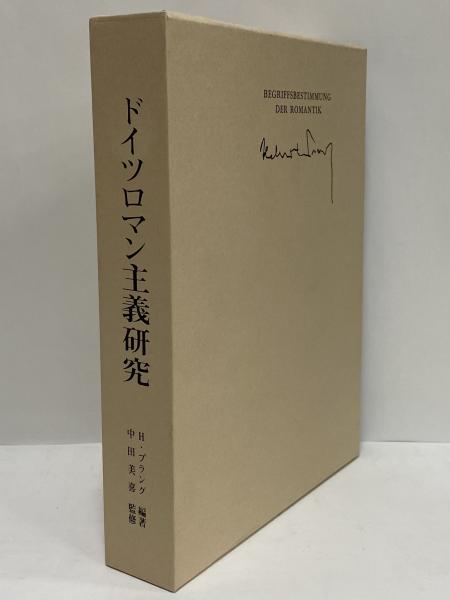 ドイツロマン主義研究
H・プラング 編著
中田美喜 監修
BEGRIFFSBESTIMMUNG
DER ROMANTIK